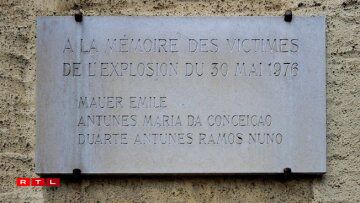 A LA MÉMOIRE DES VICTIMES
DE L'EXPLOSION DU 30 MAI 1976
MAUER EMILE
ANTUNES MARIA DA CONCEICAO
DUARTE ANTUNES RAMOS NUNO
RTL